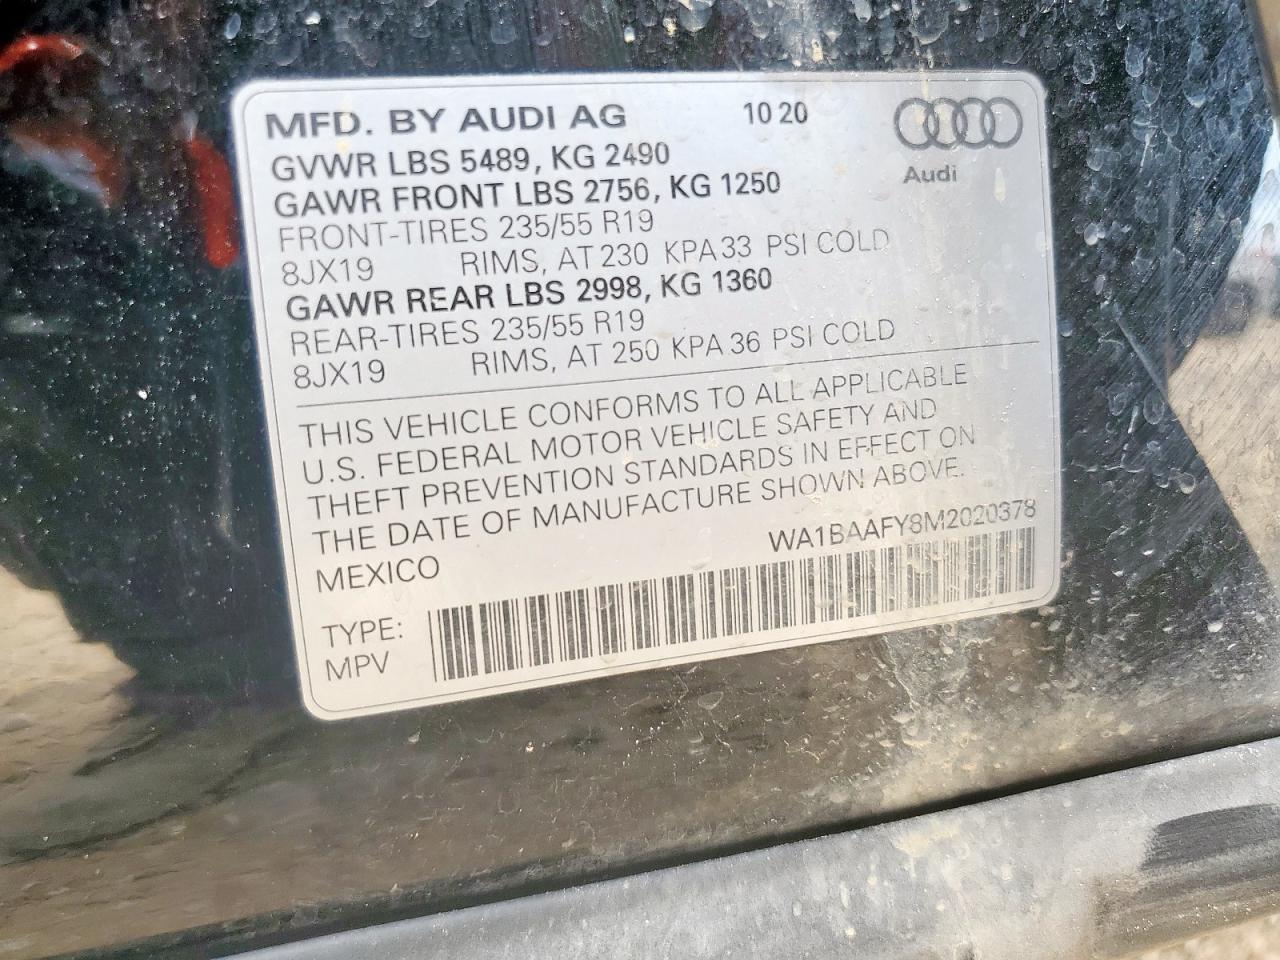 MFD. BY AUDI AG 10 20
Audi
GVWR LBS 5489, KG 2490
GAWR FRONT LBS 2756, KG 1250
FRONT-TIRES 235/55 R19
8JX19 RIMS, AT 230 KPA 33 PSI COLD
GAWR REAR LBS 2998, KG 1360
REAR-TIRES 235/55 R19
8JX19 RIMS, AT 250 KPA 36 PSI COLD
THIS VEHICLE CONFORMS TO ALL APPLICABLE
U.S. FEDERAL MOTOR VEHICLE SAFETY AND
THEFT PREVENTION STANDARDS IN EFFECT ON
THE DATE OF MANUFACTURE SHOWN ABOVE.
MEXICO WA1BAAFY8M2020378
TYPE:
MPV